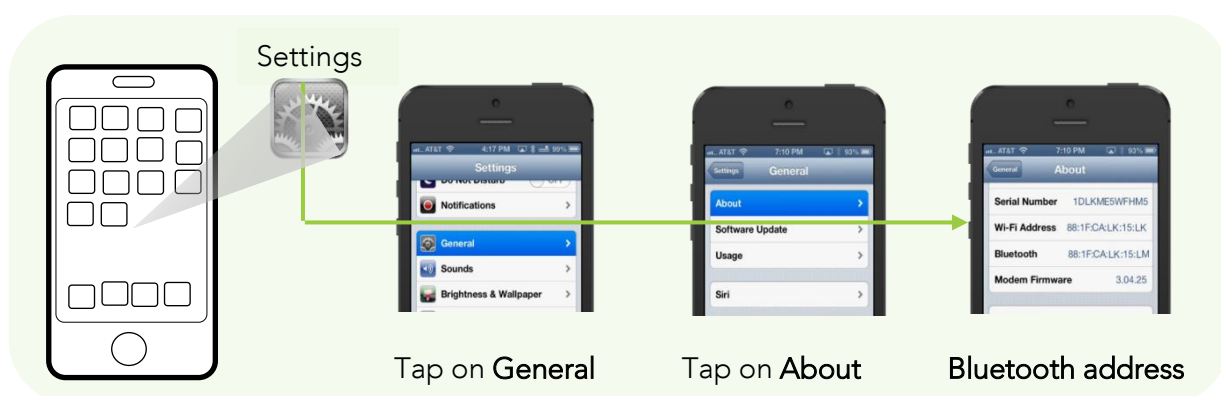 Settings
AT&T 4:17 PM 99%
Settings
Do Not Disturb OFF
Notifications
General
Sounds
Brightness & Wallpaper
Tap on General
AT&T 7:10 PM 93%
Settings General
About
Software Update
Usage
Siri
Tap on About
AT&T 7:10 PM 93%
General About
Serial Number 1DLKME5WFHM5
Wi-Fi Address 88:1F:CA:LK:15:LK
Bluetooth 88:1F:CA:LK:15:LM
Modem Firmware 3.04.25
Bluetooth address